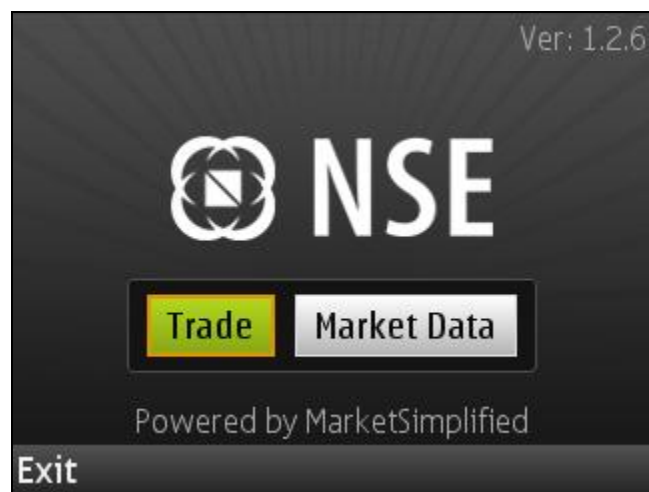 Ver: 1.2.6
NSE
Trade Market Data
Powered by MarketSimplified
Exit